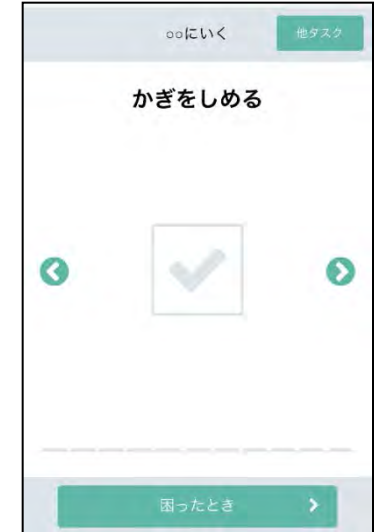 ○○にいく
他タスク
かぎをしめる
困ったとき